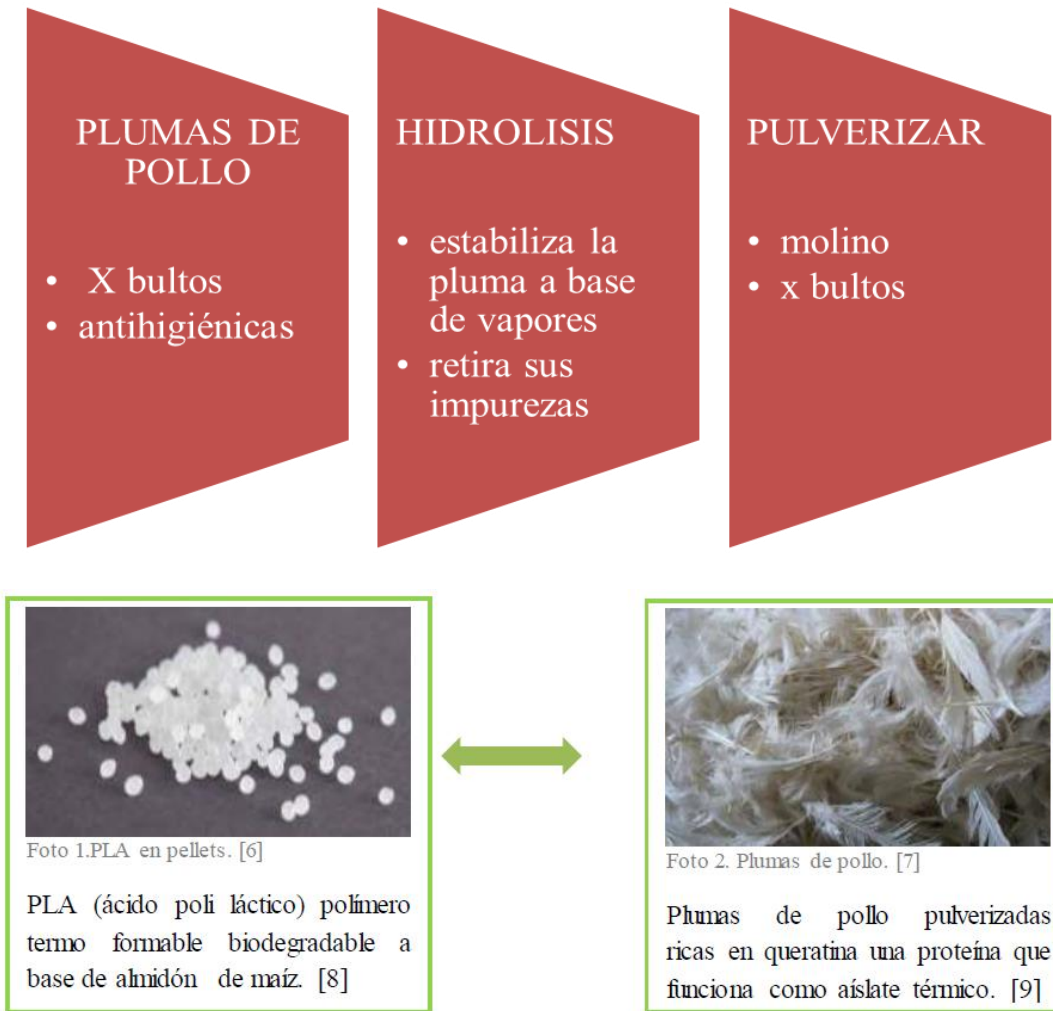 PLUMAS DE
POLLO
• X bultos
• antihigiénicas
HIDROLISIS
• estabiliza la
pluma a base
de vapores
• retira sus
impurezas
PULVERIZAR
• molino
• x bultos
Foto 1.PLA en pellets. [6]
PLA (ácido poli láctico) polímero
termo formable biodegradable a
base de almidón de maíz. [8]
Foto 2. Plumas de pollo. [7]
Plumas de pollo pulverizadas
ricas en queratina una proteína que
funciona como aíslate térmico. [9]